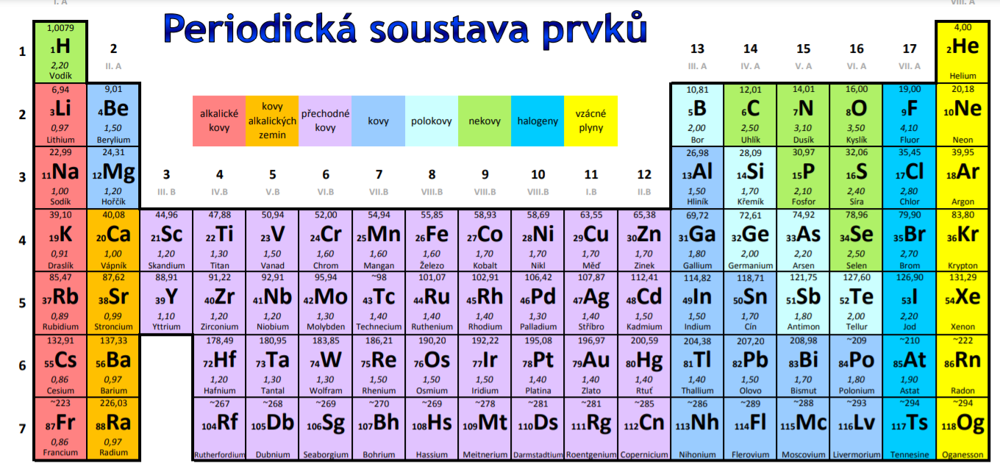 I. A VIII. A
Periodická soustava prvků
1,0079 4,00
1 1H 2 13 14 15 16 17 2He
2,20 II. A III. A IV. A V. A VI. A VII. A
Vodík Helium
6,94 9,01 10,81 12,01 14,01 16,00 19,00 20,18
2 3Li 4Be 5B 6C 7N 8O 9F 10Ne
0,97 1,50 2,00 2,50 3,10 3,50 4,10
Lithium Berylium Bor Uhlík Dusík Kyslík Fluor Neon
alkalické kovy
kovy alkalických zemin
přechodné kovy
kovy
polokovy
nekovy
halogeny
vzácné plyny
22,99 24,31 26,98 28,09 30,97 32,06 35,45 39,95
3 11Na 12Mg 3 4 5 6 7 8 9 10 11 12 13Al 14Si 15P 16S 17Cl 18Ar
1,00 1,20 III. B IV.B V.B VI.B VII.B VIII.B VIII.B VIII.B I.B II.B 1,50 1,70 2,10 2,40 2,80
Sodík Hořčík Hliník Křemík Fosfor Síra Chlor Argon
39,10 40,08 44,96 47,88 50,94 52,00 54,94 55,85 58,93 58,69 63,55 65,38 69,72 72,61 74,92 78,96 79,90 83,80
4 19K 20Ca 21Sc 22Ti 23V 24Cr 25Mn 26Fe 27Co 28Ni 29Cu 30Zn 31Ga 32Ge 33As 34Se 35Br 36Kr
0,91 1,00 1,20 1,30 1,50 1,60 1,60 1,60 1,70 1,70 1,70 1,70 1,80 2,00 2,20 2,50 2,70
Draslík Vápník Skandium Titan Vanad Chrom Mangan Železo Kobalt Nikl Měď Zinek Gallium Germanium Arsen Selen Brom Krypton
85,47 87,62 88,91 91,22 92,91 95,94 ~98 101,07 102,91 106,42 107,87 112,41 114,82 118,71 121,75 127,60 126,90 131,29
5 37Rb 38Sr 39Y 40Zr 41Nb 42Mo 43Tc 44Ru 45Rh 46Pd 47Ag 48Cd 49In 50Sn 51Sb 52Te 53I 54Xe
0,89 0,99 1,10 1,20 1,20 1,30 1,40 1,40 1,40 1,30 1,40 1,50 1,50 1,70 1,80 2,00 2,20
Rubidium Stroncium Yttrium Zirconium Niobium Molybden Technecium Ruthenium Rhodium Palladium Stříbro Kadmium Indium Cín Antimon Tellur Jod Xenon
132,91 137,33 178,49 180,95 183,85 186,21 190,20 192,22 195,08 196,97 200,59 204,38 207,20 208,98 ~209 ~210 ~222
6 55Cs 56Ba 72Hf 73Ta 74W 75Re 76Os 77Ir 78Pt 79Au 80Hg 81Tl 82Pb 83Bi 84Po 85At 86Rn
0,86 0,97 1,20 1,30 1,30 1,50 1,50 1,50 1,40 1,40 1,40 1,40 1,50 1,70 1,80 1,90
Cesium Barium Hafnium Tantal Wolfram Rhenium Osmium Iridium Platina Zlato Rtuť Thallium Olovo Bismut Polonium Astat Radon
~223 226,03 ~267 ~268 ~269 ~270 ~269 ~278 ~281 ~281 ~285 ~286 ~289 ~288 ~293 ~294 ~294
7 87Fr 88Ra 104Rf 105Db 106Sg 107Bh 108Hs 109Mt 110Ds 111Rg 112Cn 113Nh 114Fl 115Mc 116Lv 117Ts 118Og
0,86 0,97
Francium Radium Rutherfordium Dubnium Seaborgium Bohrium Hassium Meitnerium Darmstadtium Roentgenium Copernicium Nihonium Flerovium Moscovium Livermorium Tennesine Oganesson